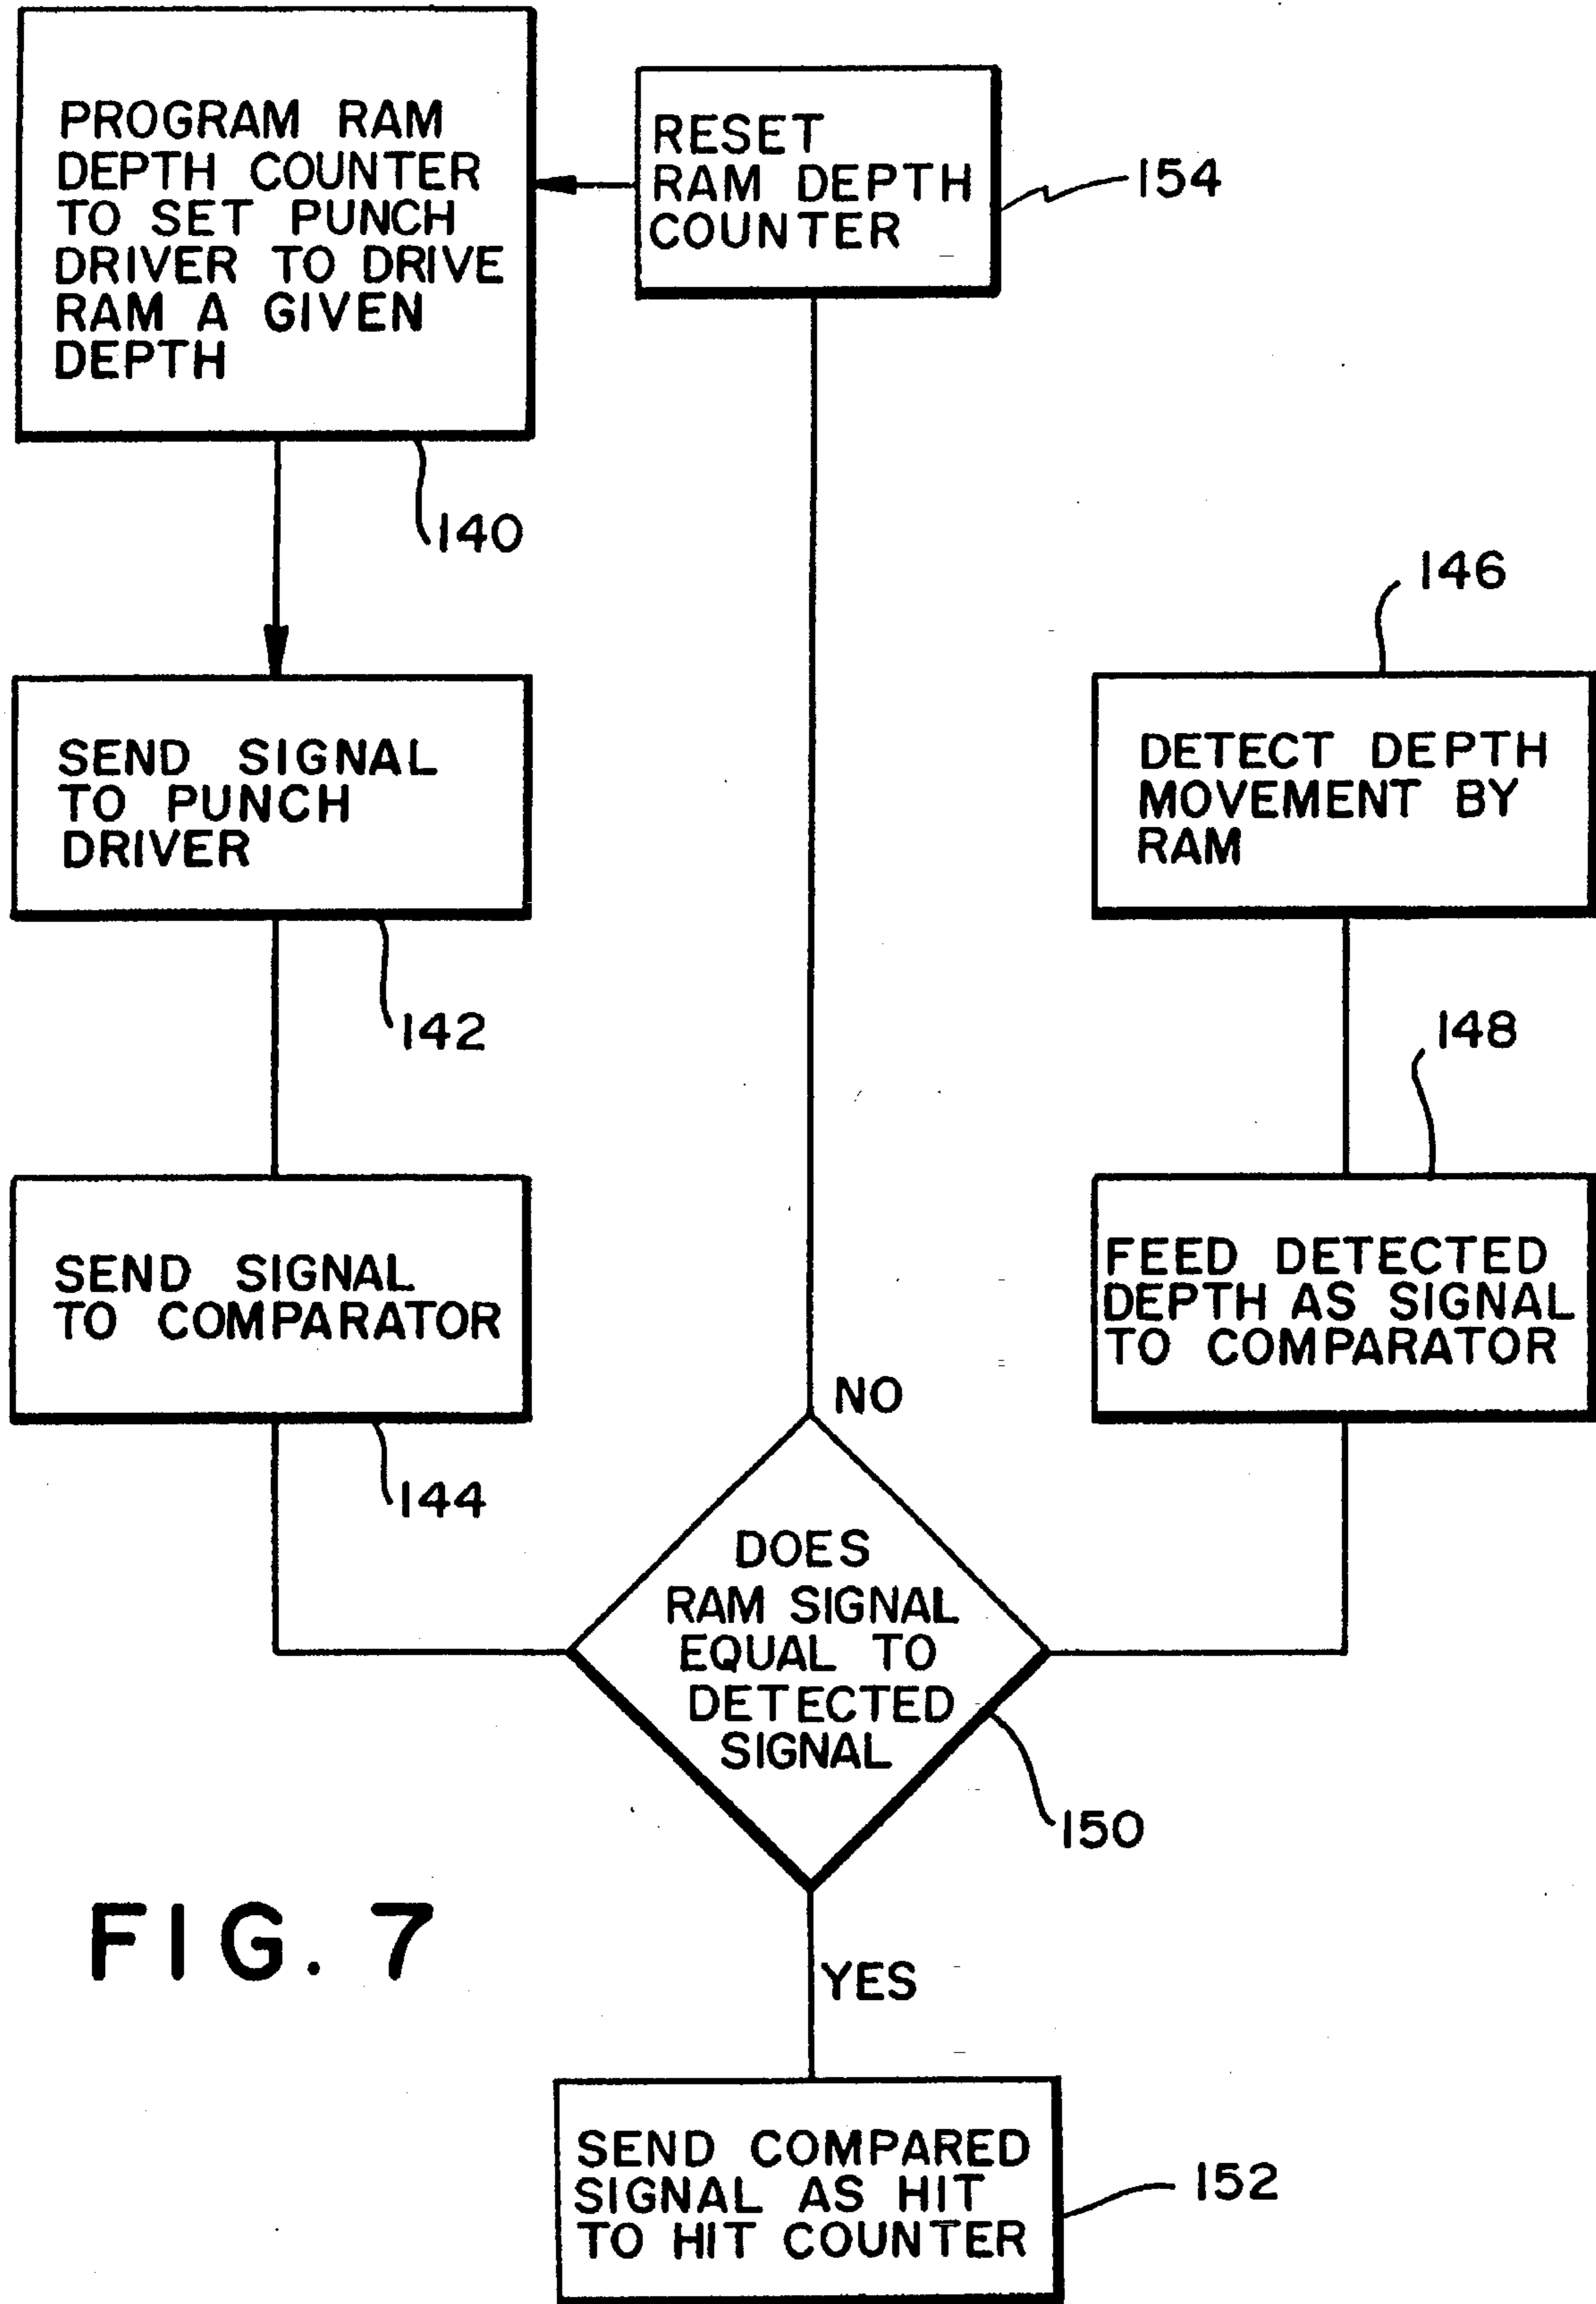 PROGRAM RAM
DEPTH COUNTER
TO SET PUNCH
DRIVER TO DRIVE
RAM A GIVEN
DEPTH
140
RESET
RAM DEPTH
COUNTER
154
SEND SIGNAL
TO PUNCH
DRIVER
142
146
DETECT DEPTH
MOVEMENT BY
RAM
SEND SIGNAL
TO COMPARATOR
144
148
FEED DETECTED
DEPTH AS SIGNAL
TO COMPARATOR
NO
DOES
RAM SIGNAL
EQUAL TO
DETECTED
SIGNAL
150
YES
SEND COMPARED
SIGNAL AS HIT
TO HIT COUNTER
152
FIG. 7